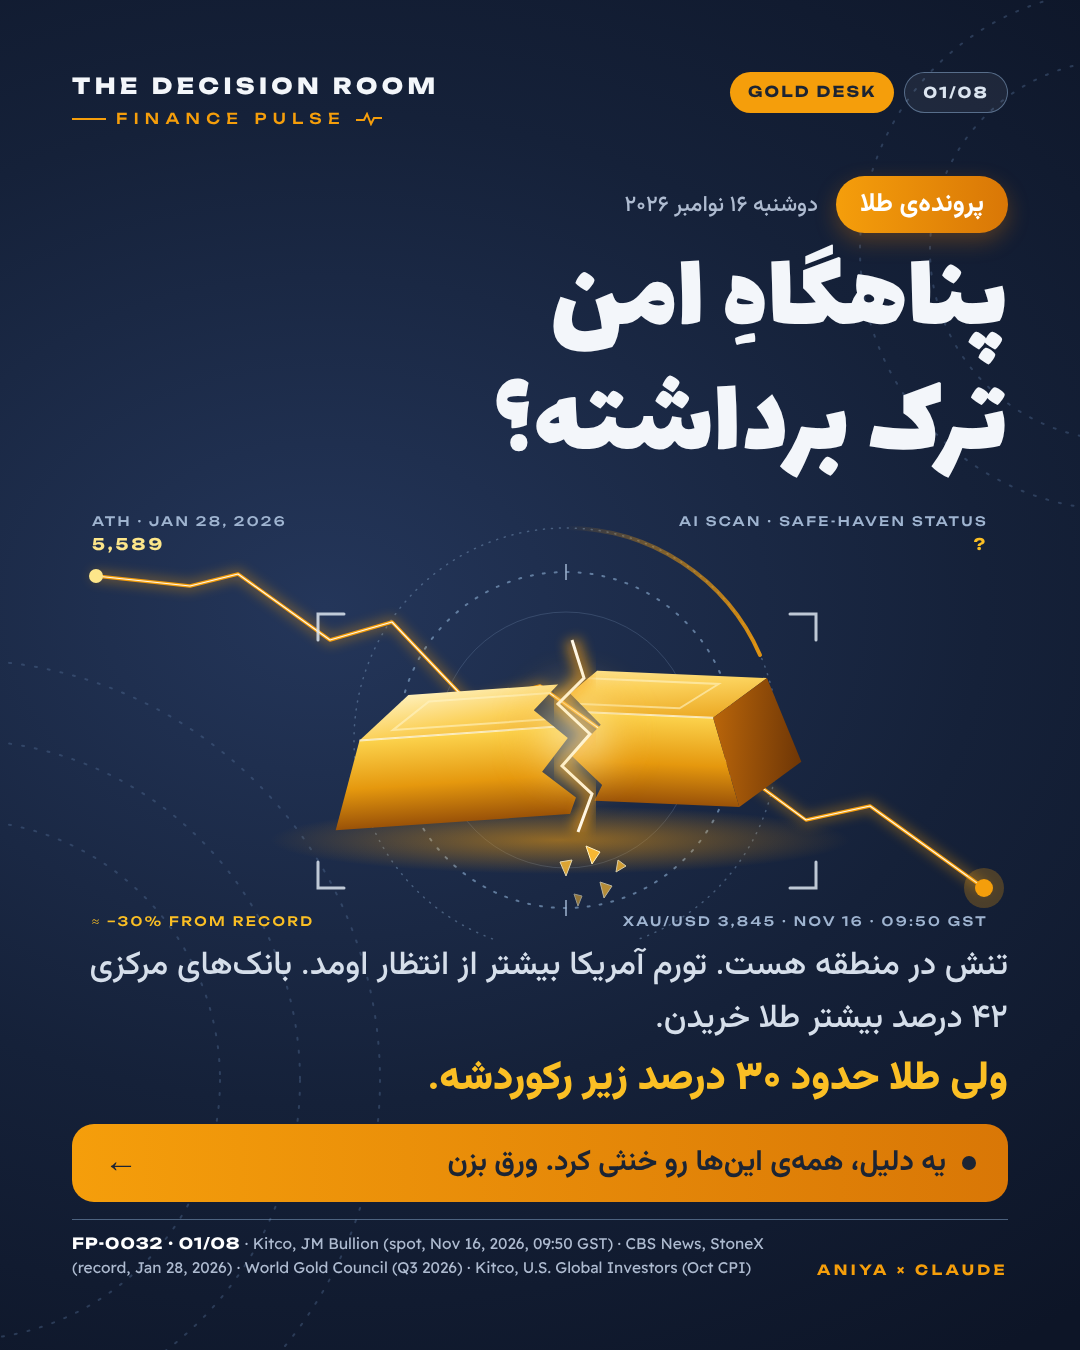 THE DECISION ROOM
FINANCE PULSE
GOLD DESK
01/08
پرونده‌ی طلا
دوشنبه ۱۶ نوامبر ۲۰۲۶
پناهگاهِ امن
ترک برداشته؟
ATH · JAN 28, 2026
5,589
AI SCAN · SAFE-HAVEN STATUS
?
≈ −30% FROM RECORD
XAU/USD 3,845 · NOV 16 · 09:50 GST
تنش در منطقه هست. تورم آمریکا بیشتر از انتظار اومد. بانک‌های مرکزی
۴۲ درصد بیشتر طلا خریدن.
ولی طلا حدود ۳۰ درصد زیر رکوردشه.
● یه دلیل، همه‌ی این‌ها رو خنثی کرد. ورق بزن ←
FP-0032 · 01/08 · Kitco, JM Bullion (spot, Nov 16, 2026, 09:50 GST) · CBS News, StoneX
(record, Jan 28, 2026) · World Gold Council (Q3 2026) · Kitco, U.S. Global Investors (Oct CPI)
ANIYA × CLAUDE